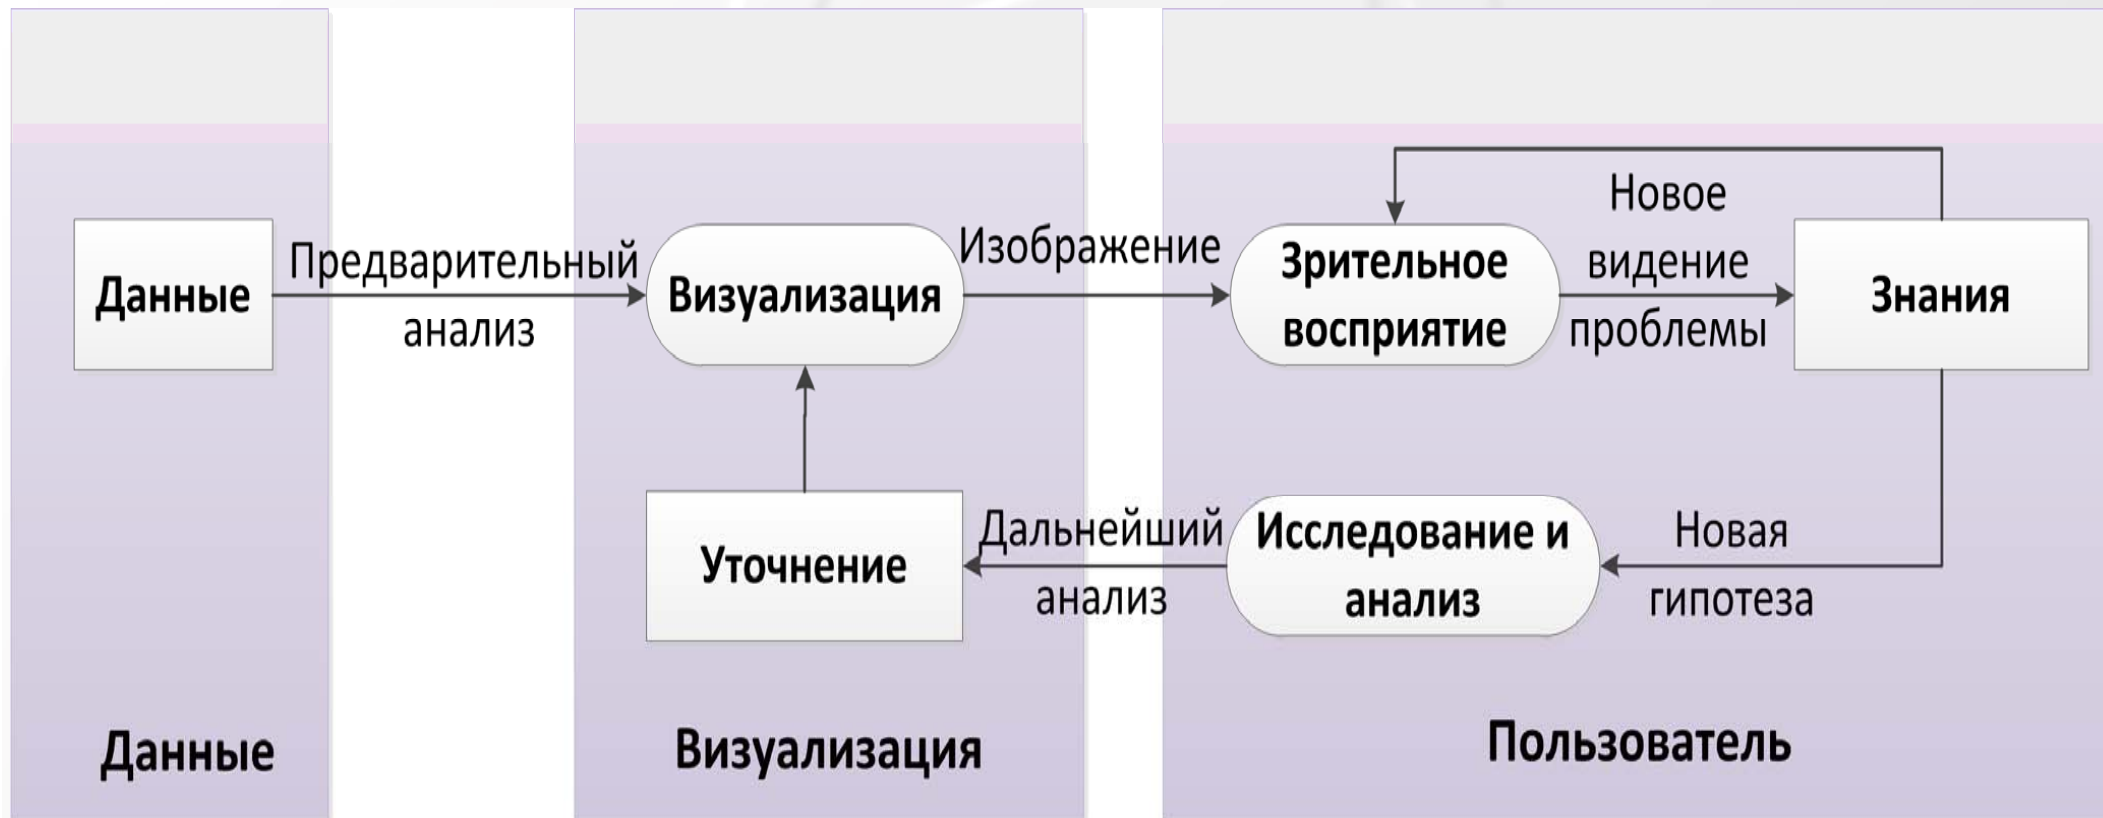 Данные
Предварительный
анализ
Визуализация
Изображение
Зрительное
восприятие
Новое
видение
проблемы
Знания
Уточнение
Дальнейший
анализ
Исследование и
анализ
Новая
гипотеза
Данные
Визуализация
Пользователь